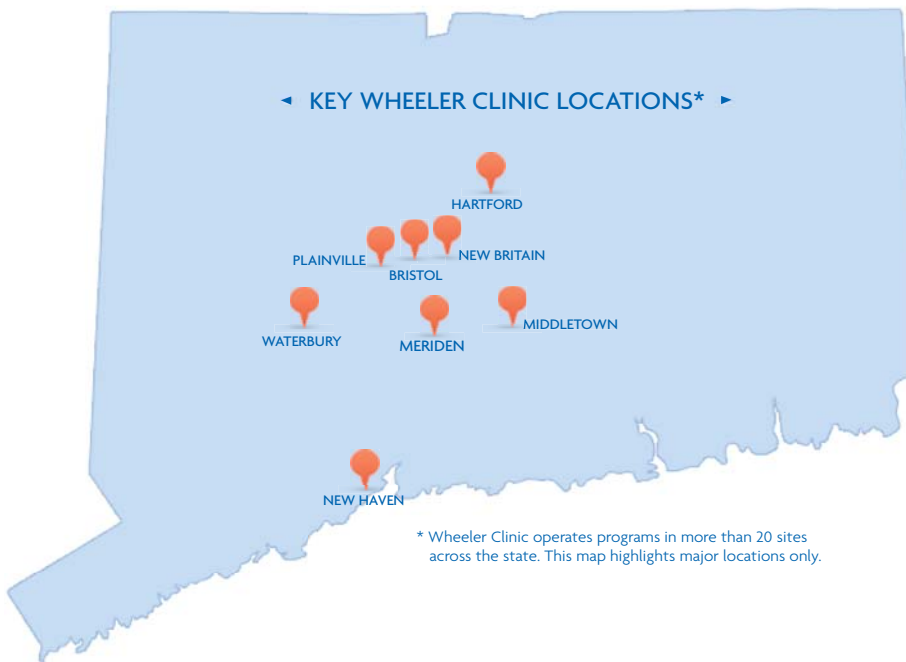 KEY WHEELER CLINIC LOCATIONS*
HARTFORD
PLAINVILLE
BRISTOL
NEW BRITAIN
WATERBURY
MERIDEN
MIDDLETOWN
NEW HAVEN
* Wheeler Clinic operates programs in more than 20 sites
across the state. This map highlights major locations only.